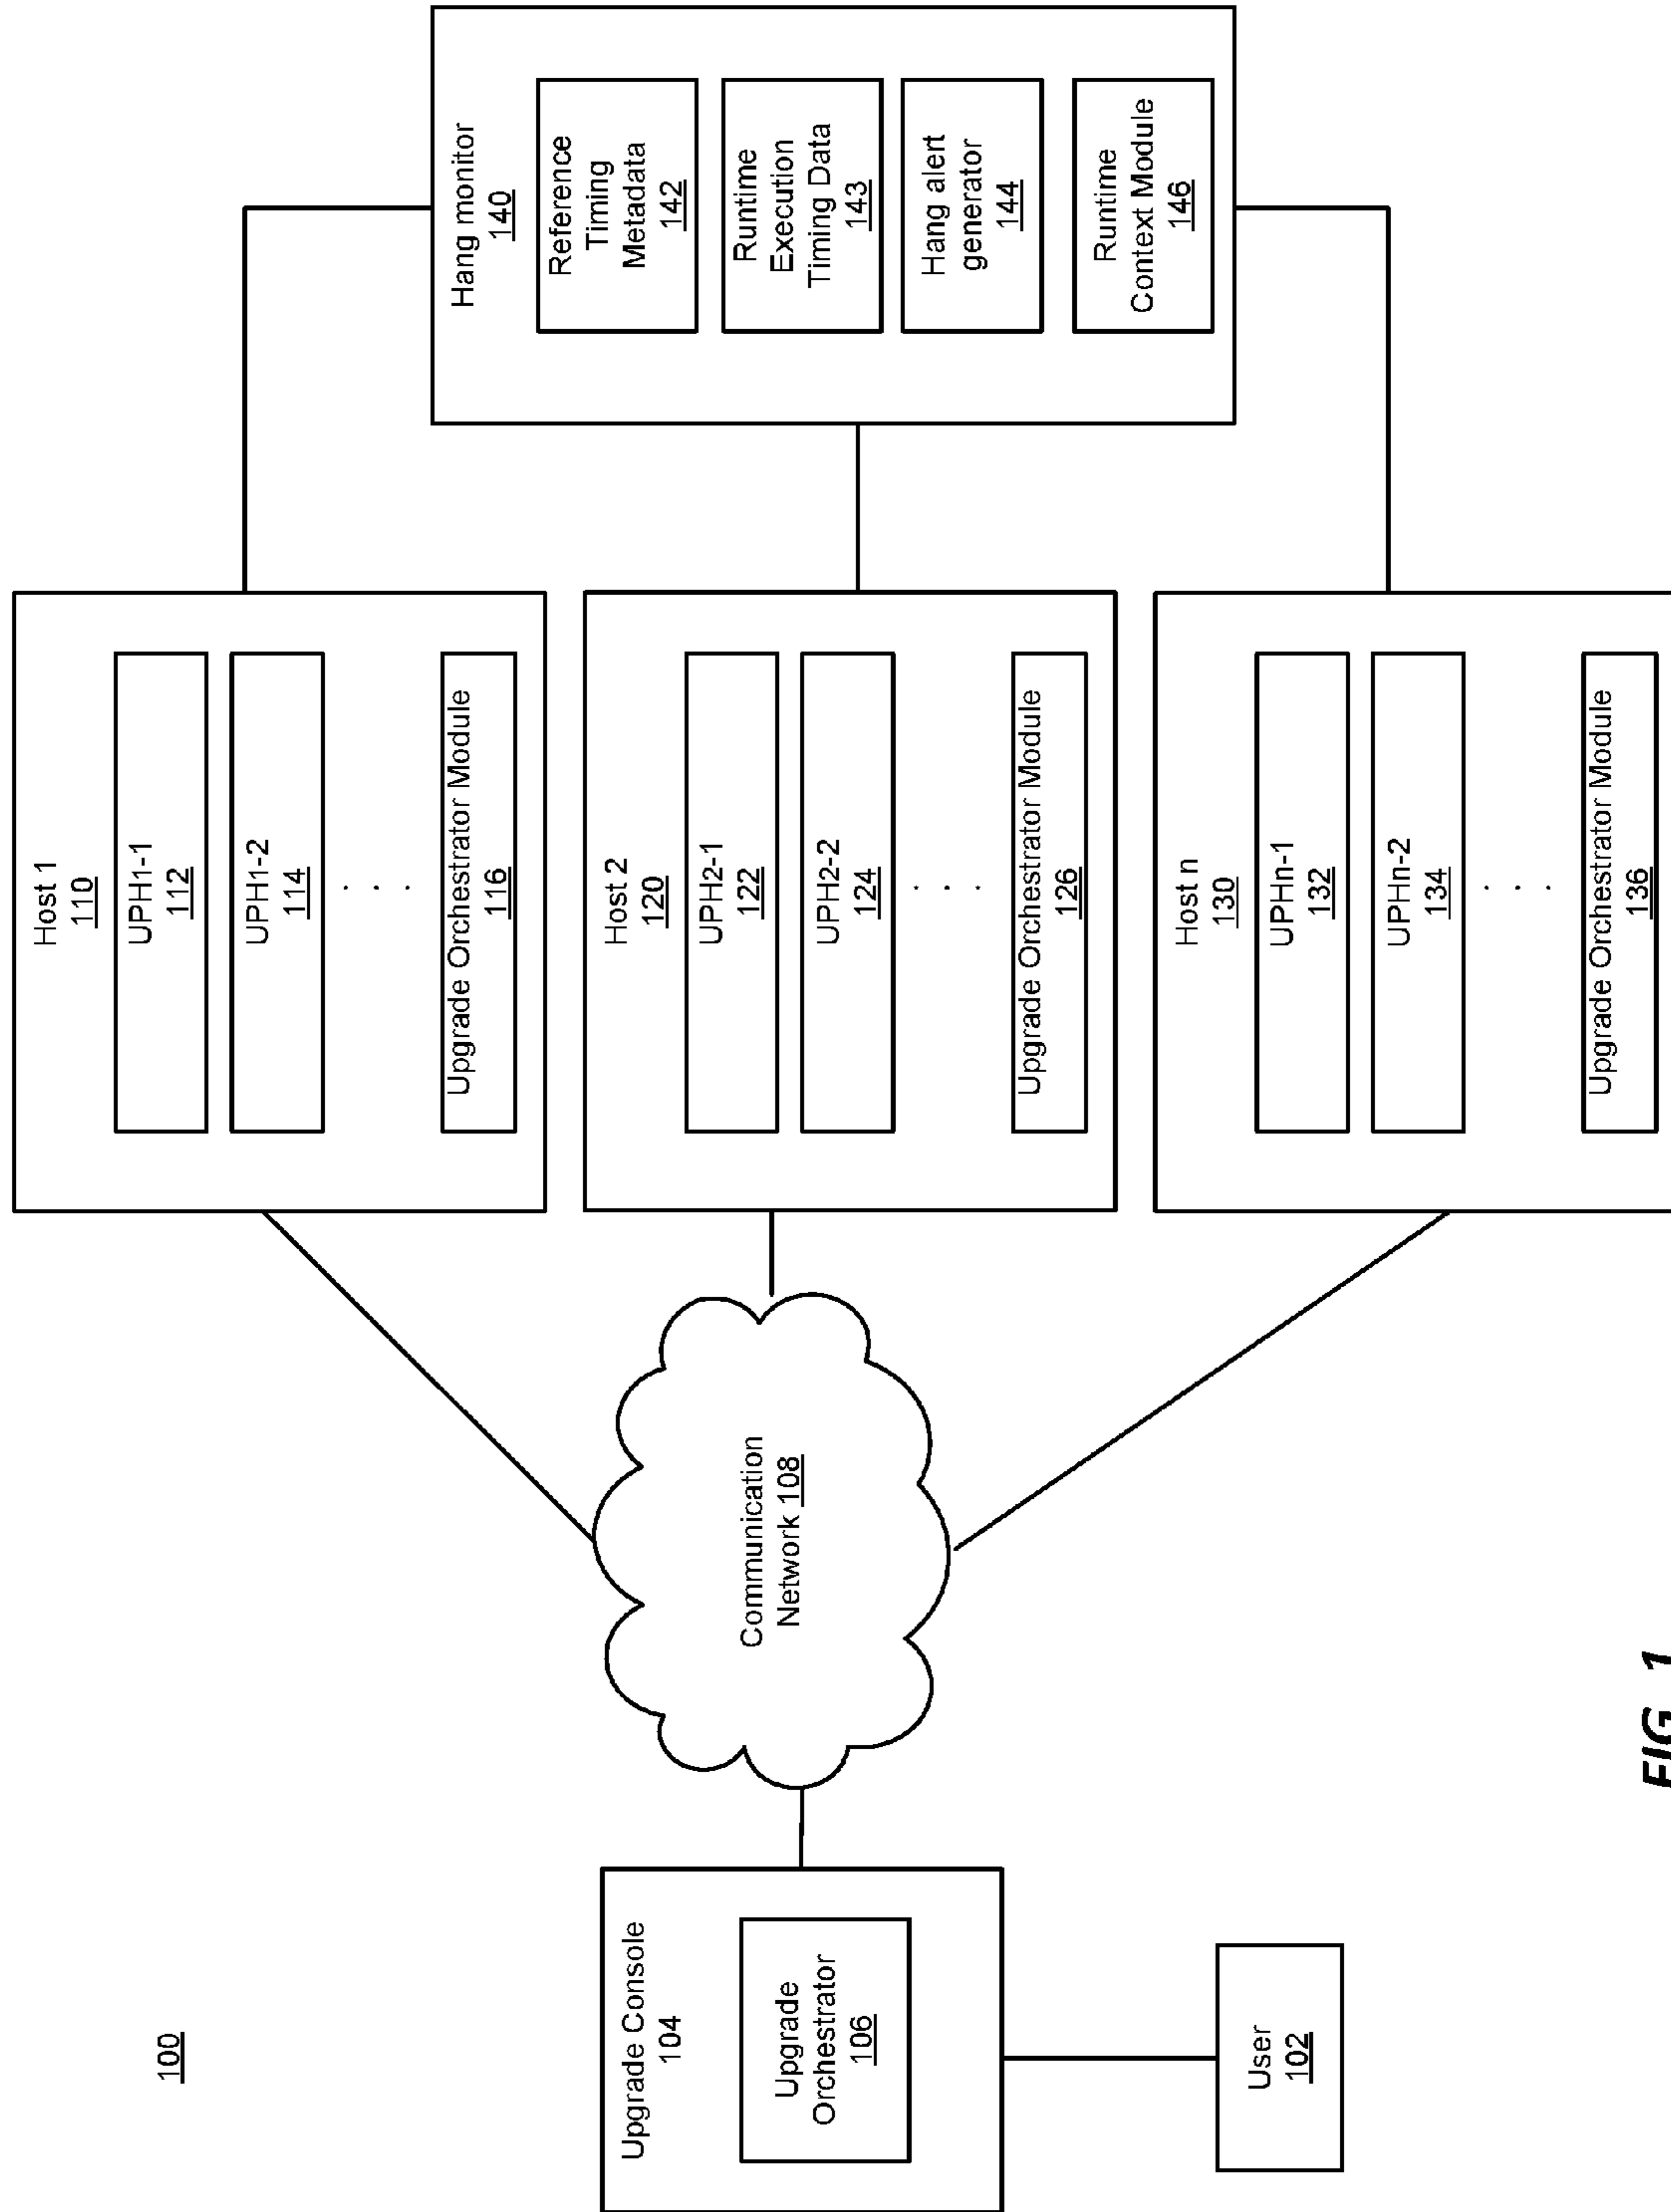 100
Upgrade Console
104
Upgrade
Orchestrator
106
User
102
Communication
Network 108
Host 1
110
UPH1-1
112
UPH1-2
114
. . .
Upgrade Orchestrator Module
116
Host 2
120
UPH2-1
122
UPH2-2
124
. . .
Upgrade Orchestrator Module
126
Host n
130
UPHn-1
132
UPHn-2
134
. . .
Upgrade Orchestrator Module
136
Hang monitor
140
Reference
Timing
Metadata
142
Runtime
Execution
Timing Data
143
Hang alert
generator
144
Runtime
Context Module
146
FIG. 1